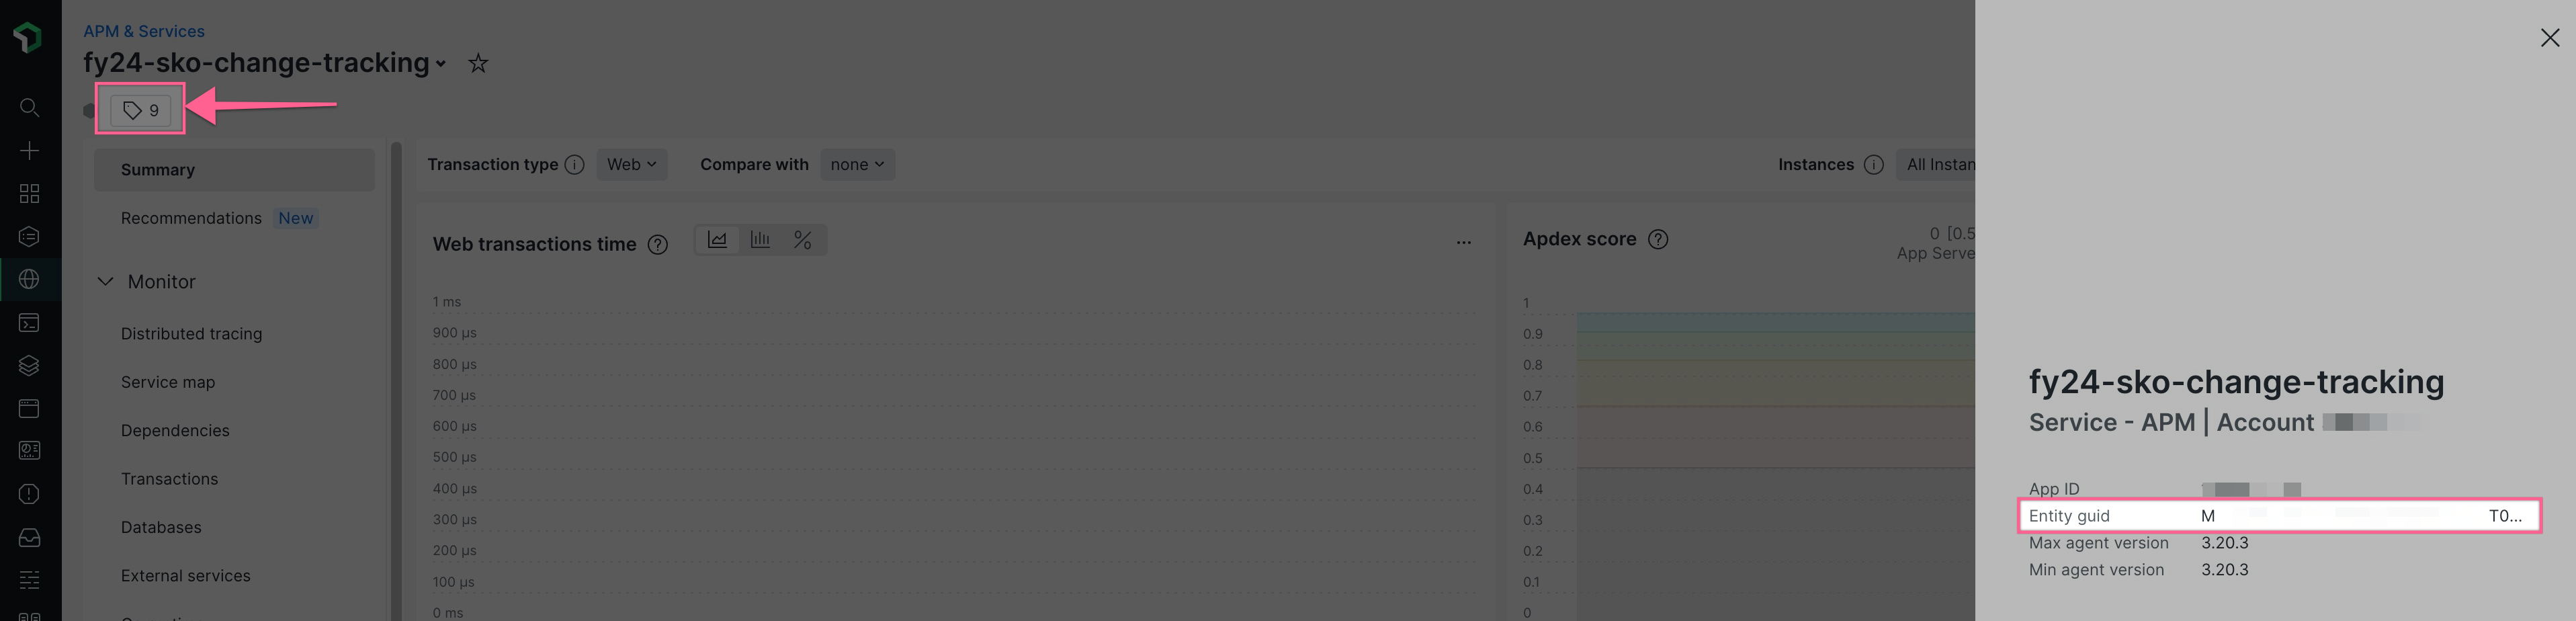 APM & Services
fy24-sko-change-tracking
9
Summary
Recommendations New
Monitor
Distributed tracing
Service map
Dependencies
Transactions
Databases
External services
Transaction type Web
Compare with none
Instances All Instan
Web transactions time
%
...
1 ms
900 µs
800 µs
700 µs
600 µs
500 µs
400 µs
300 µs
200 µs
100 µs
0 ms
Apdex score
0 [0.5
App Serve
1
0.9
0.8
0.7
0.6
0.5
0.4
0.3
0.2
0.1
0
fy24-sko-change-tracking
Service - APM | Account
App ID
Entity guid M T0...
Max agent version 3.20.3
Min agent version 3.20.3